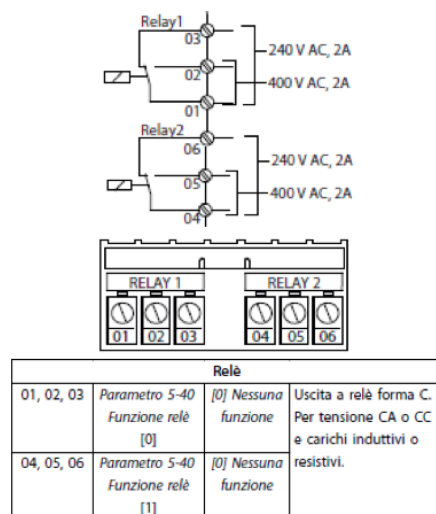 Relay1
03
240 V AC, 2A
02
400 V AC, 2A
01
Relay2
06
240 V AC, 2A
05
400 V AC, 2A
04
RELAY 1 RELAY 2
01 02 03 04 05 06
Relè
01, 02, 03 Parametro 5-40 [0] Nessuna Uscita a relè forma C.
Funzione relè funzione Per tensione CA o CC
[0] e carichi induttivi o
04, 05, 06 Parametro 5-40 [0] Nessuna resistivi.
Funzione relè funzione
[1]